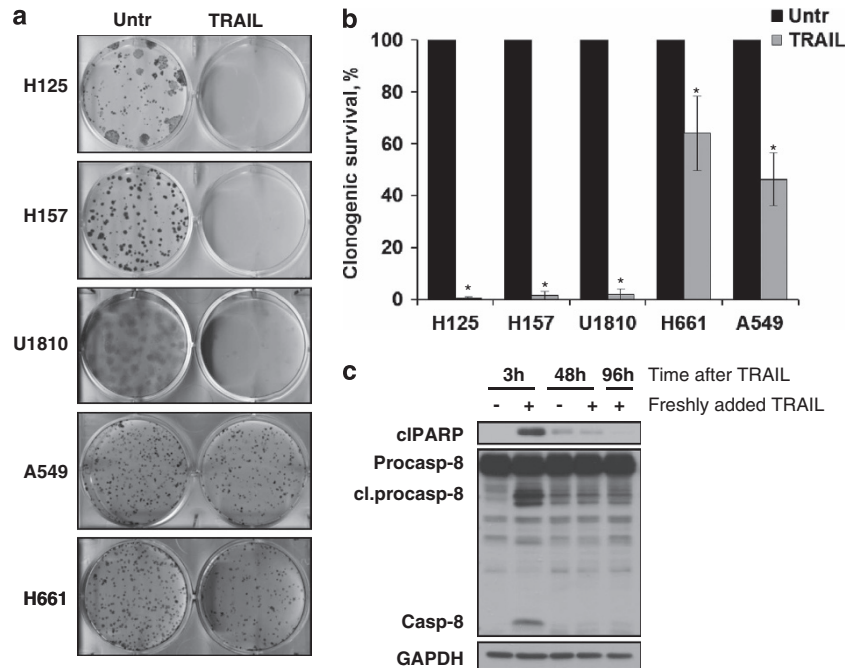 a
Untr TRAIL
H125
H157
U1810
A549
H661
b
Untr
TRAIL
Clonogenic survival, %
100
80
60
40
20
0
*
*
*
*
*
H125 H157 U1810 H661 A549
c
3h 48h 96h Time after TRAIL
- + - + + Freshly added TRAIL
clPARP
Procasp-8
cl.procasp-8
Casp-8
GAPDH